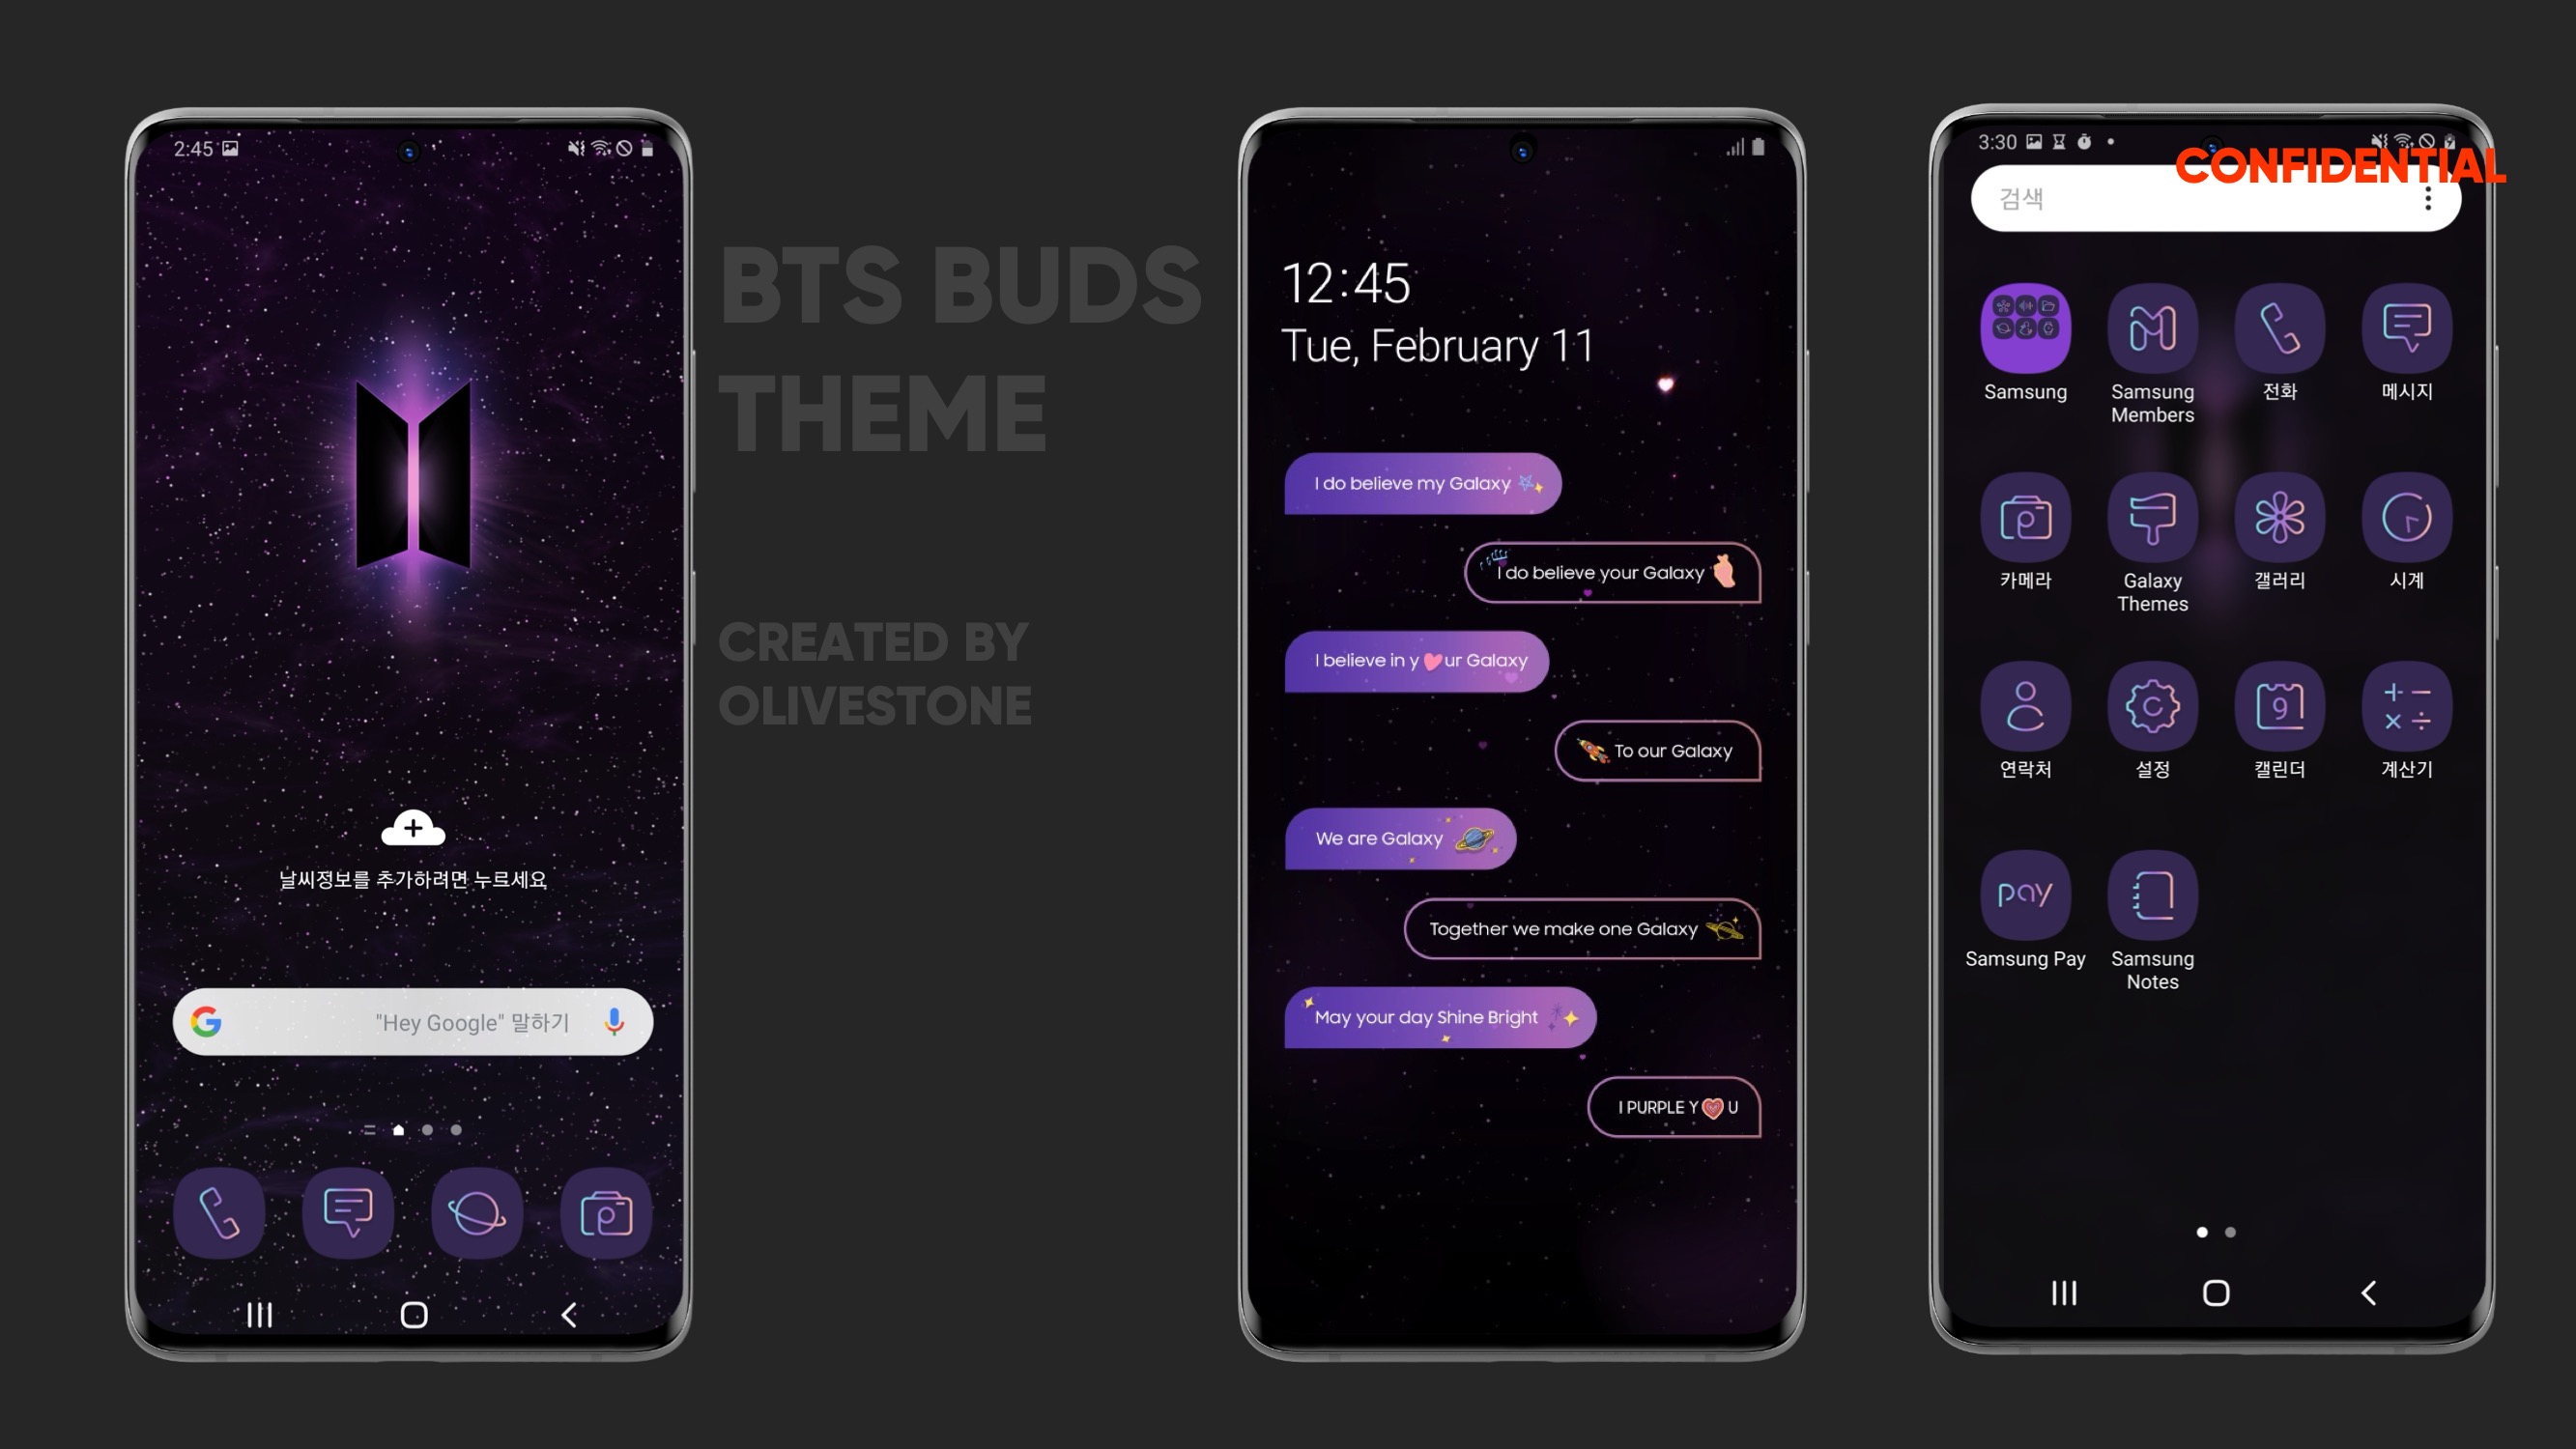 2:45
날씨정보를 추가하려면 누르세요
"Hey Google" 말하기
BTS BUDS
THEME
CREATED BY
OLIVESTONE
12:45
Tue, February 11
I do believe my Galaxy
I do believe your Galaxy
I believe in y ur Galaxy
To our Galaxy
We are Galaxy
Together we make one Galaxy
May your day Shine Bright
I PURPLE Y U
3:30
CONFIDENTIAL
검색
Samsung
Samsung
Members
전화
메시지
카메라
Galaxy
Themes
갤러리
시계
연락처
설정
9
캘린더
계산기
pay
Samsung Pay
Samsung
Notes